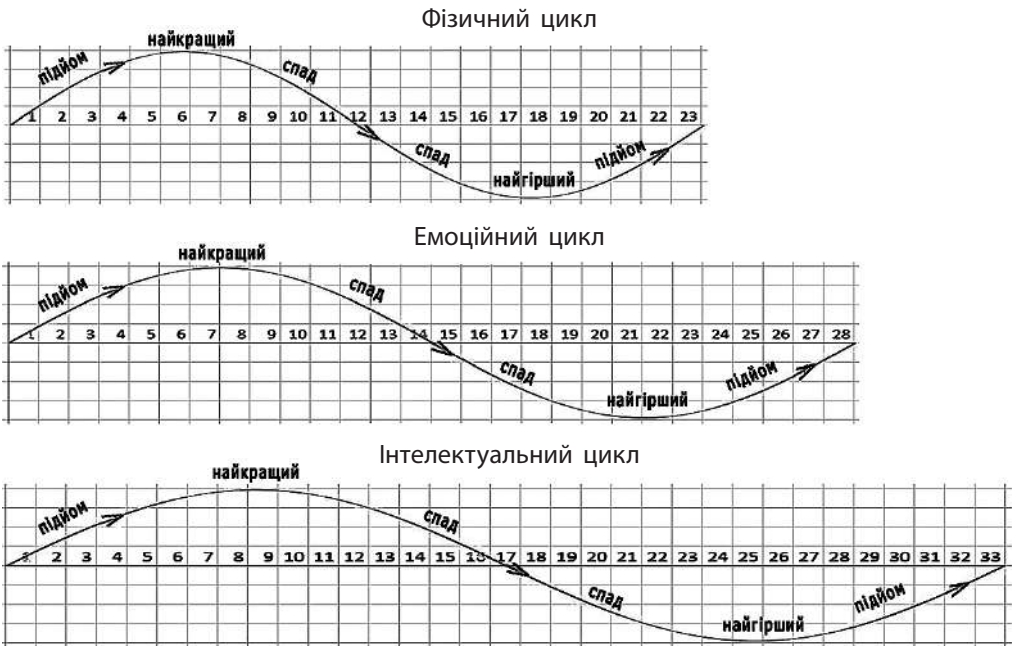 Фізичний цикл
найкращий
підйом
спад
1 2 3 4 5 6 7 8 9 10 11 12 13 14 15 16 17 18 19 20 21 22 23
спад
підйом
найгірший
Емоційний цикл
найкращий
підйом
спад
1 2 3 4 5 6 7 8 9 10 11 12 13 14 15 16 17 18 19 20 21 22 23 24 25 26 27 28
спад
підйом
найгірший
Інтелектуальний цикл
найкращий
підйом
спад
1 2 3 4 5 6 7 8 9 10 11 12 13 14 15 16 17 18 19 20 21 22 23 24 25 26 27 28 29 30 31 32 33
спад
підйом
найгірший